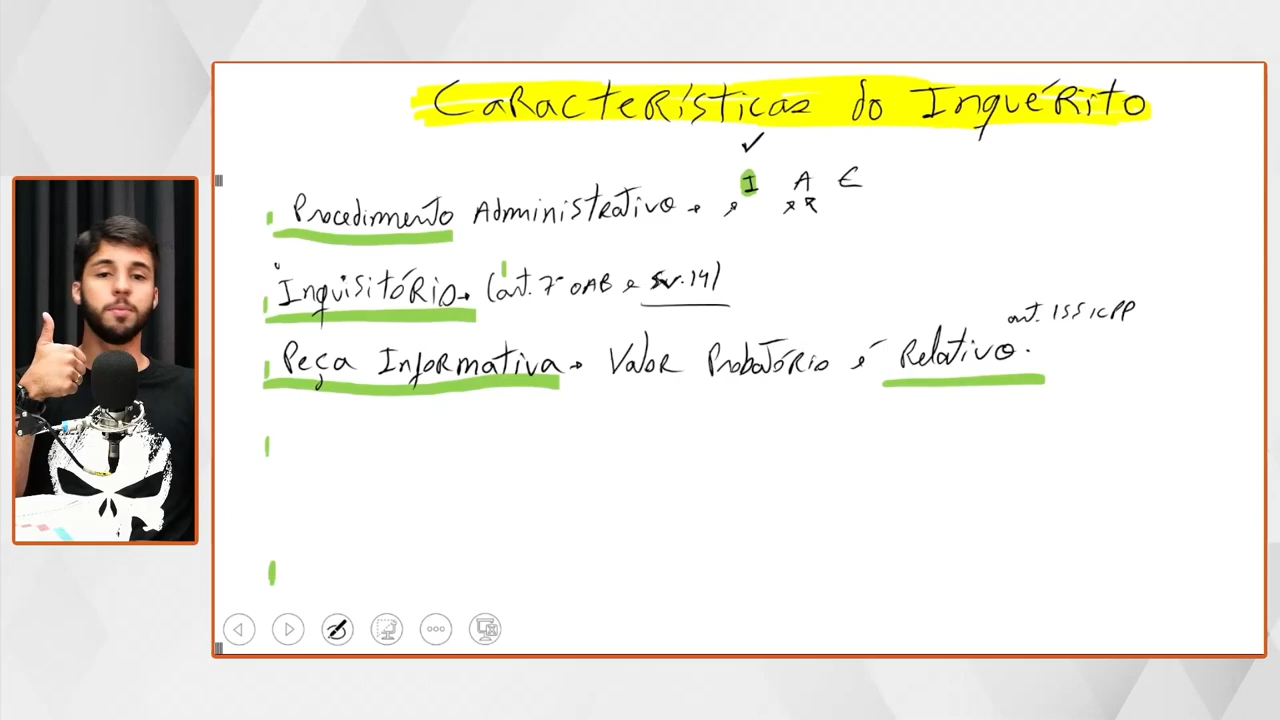 Características do Inquérito
I A E
Procedimento Administrativo
Inquisitório (art. 7º OAB e sv. 14)
art. 155 CPP
Peça Informativa Valor Probatório é Relativo.